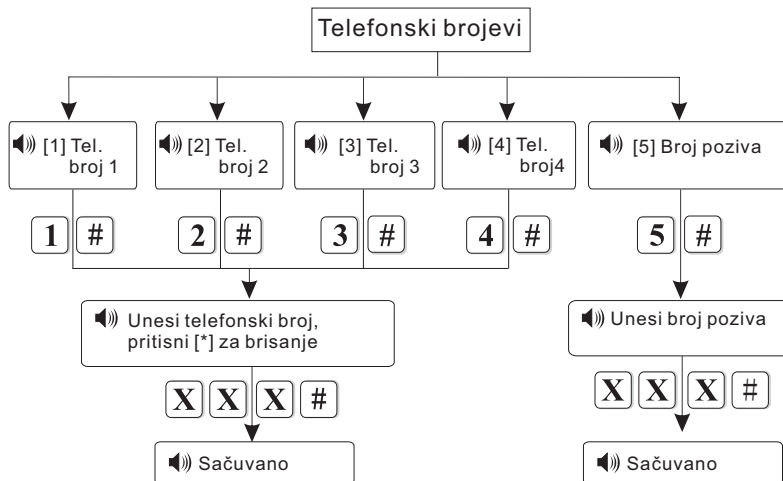 Telefonski brojevi
[1] Tel.
broj 1
[2] Tel.
broj 2
[3] Tel.
broj 3
[4] Tel.
broj4
[5] Broj poziva
1 #
2 #
3 #
4 #
5 #
Unesi telefonski broj,
pritisni [*] za brisanje
Unesi broj poziva
X X X #
X X X #
Sačuvano
Sačuvano